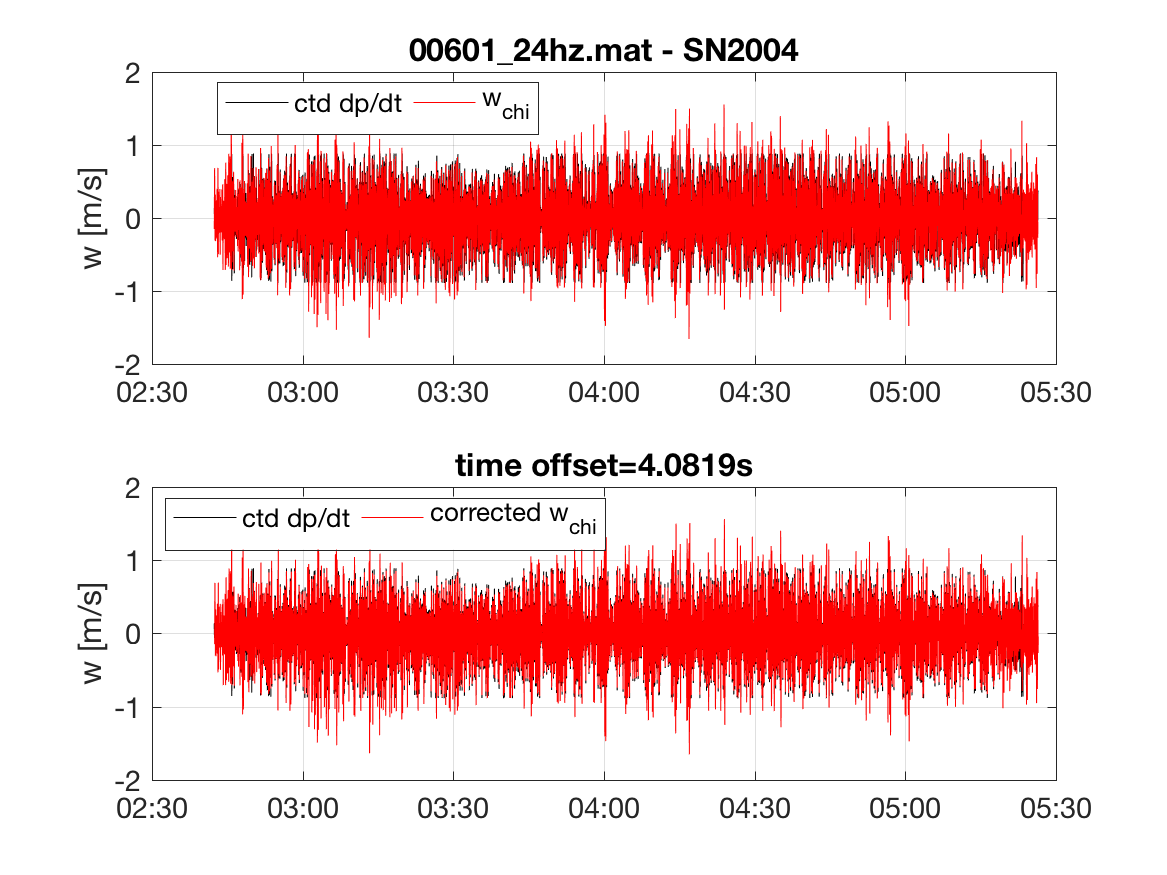 00601_24hz.mat - SN2004
2
ctd dp/dt w_chi
1
w [m/s]
0
-1
-2
02:30 03:00 03:30 04:00 04:30 05:00 05:30
time offset=4.0819s
2
ctd dp/dt corrected w_chi
1
w [m/s]
0
-1
-2
02:30 03:00 03:30 04:00 04:30 05:00 05:30